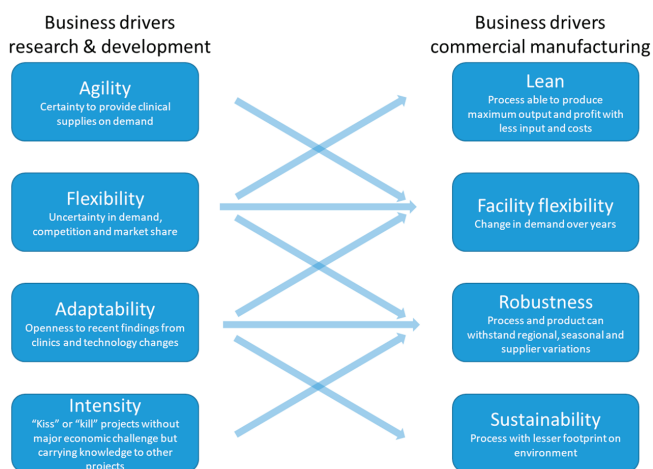 Business drivers
research & development
Agility
Certainty to provide clinical
supplies on demand
Flexibility
Uncertainty in demand,
competition and market share
Adaptability
Openness to recent findings from
clinics and technology changes
Intensity
“Kiss” or “kill” projects without
major economic challenge but
carrying knowledge to other
projects
Business drivers
commercial manufacturing
Lean
Process able to produce
maximum output and profit with
less input and costs
Facility flexibility
Change in demand over years
Robustness
Process and product can
withstand regional, seasonal and
supplier variations
Sustainability
Process with lesser footprint on
environment